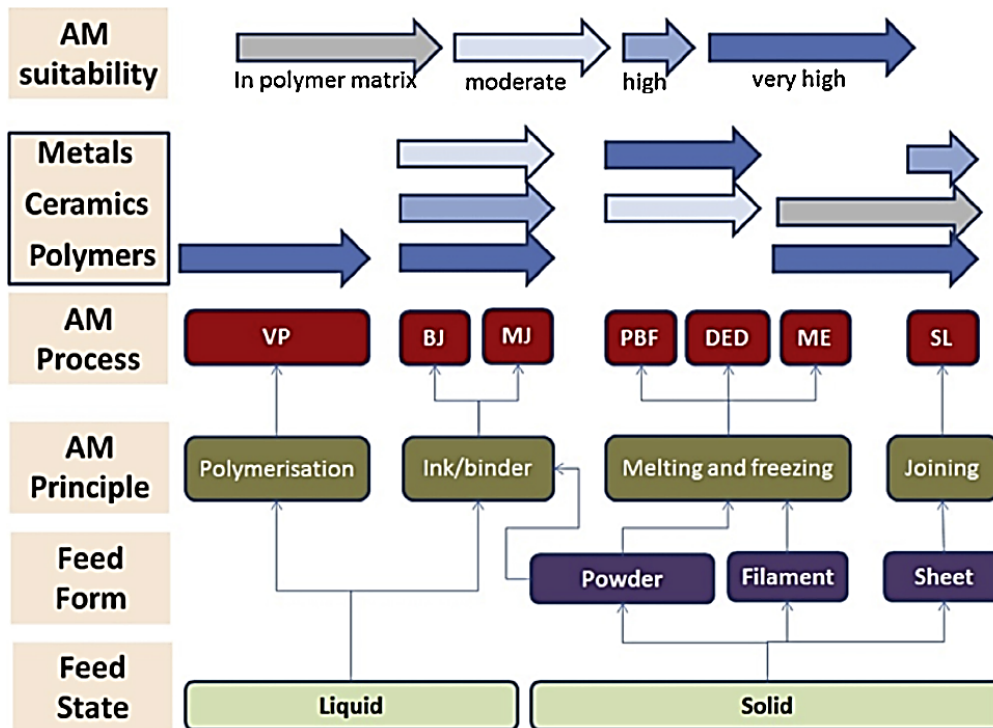 AM
suitability
In polymer matrix
moderate
high
very high
Metals
Ceramics
Polymers
AM
Process
VP
BJ
MJ
PBF
DED
ME
SL
AM
Principle
Polymerisation
Ink/binder
Melting and freezing
Joining
Feed
Form
Powder
Filament
Sheet
Feed
State
Liquid
Solid